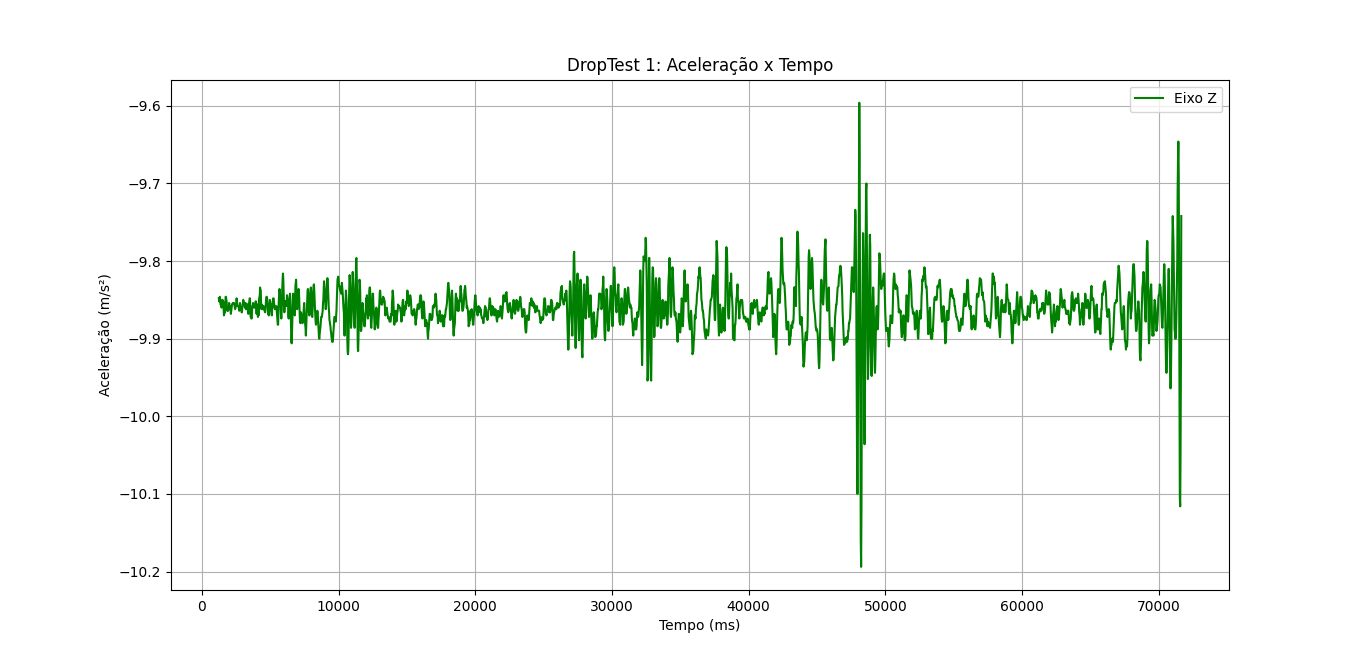 DropTest 1: Aceleração x Tempo
Eixo Z
−9.6
−9.7
−9.8
−9.9
−10.0
−10.1
−10.2
Aceleração (m/s²)
0 10000 20000 30000 40000 50000 60000 70000
Tempo (ms)